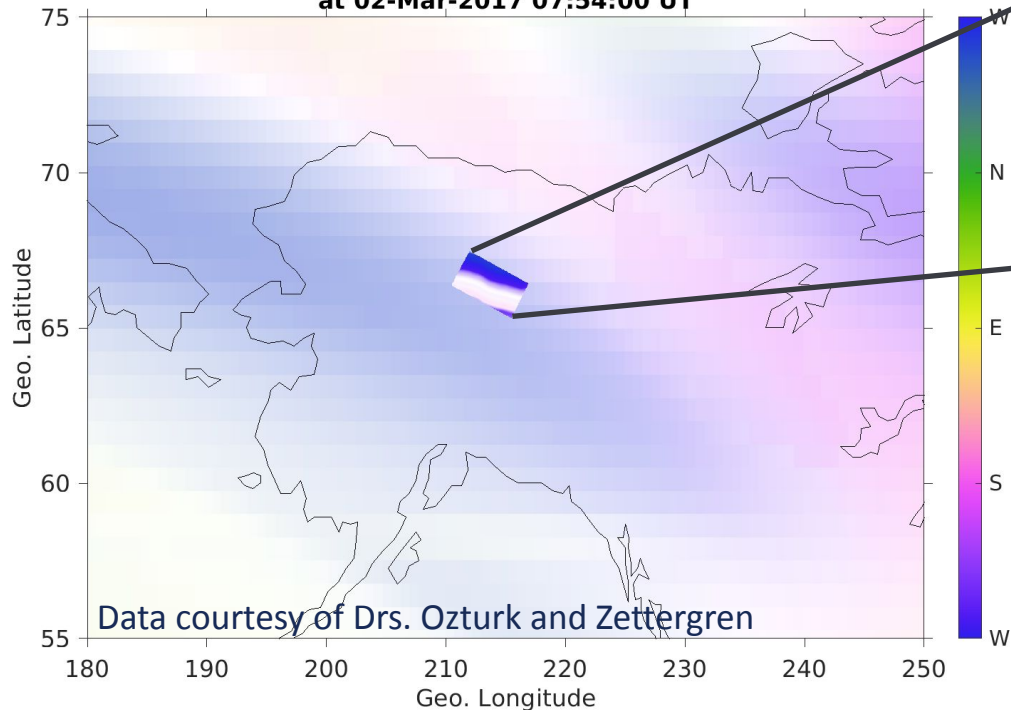 at 02-Mar-2017 07:54:00 UT
75
70
65
60
55
Geo. Latitude
180 190 200 210 220 230 240 250
Geo. Longitude
W
N
E
S
W
Data courtesy of Drs. Ozturk and Zettergren